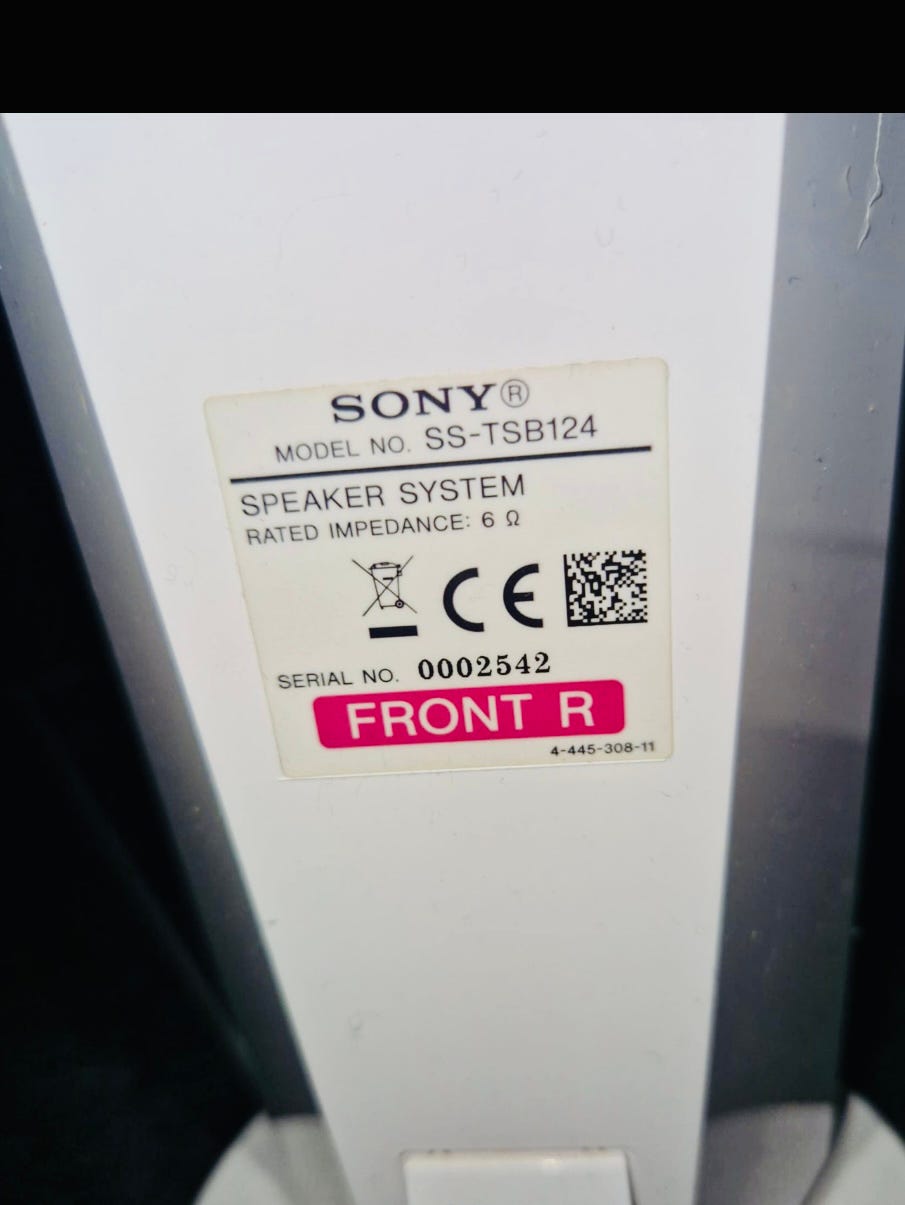 SONY®
MODEL NO. SS-TSB124
SPEAKER SYSTEM
RATED IMPEDANCE: 6 Ω
CE
SERIAL NO. 0002542
FRONT R
4-445-308-11